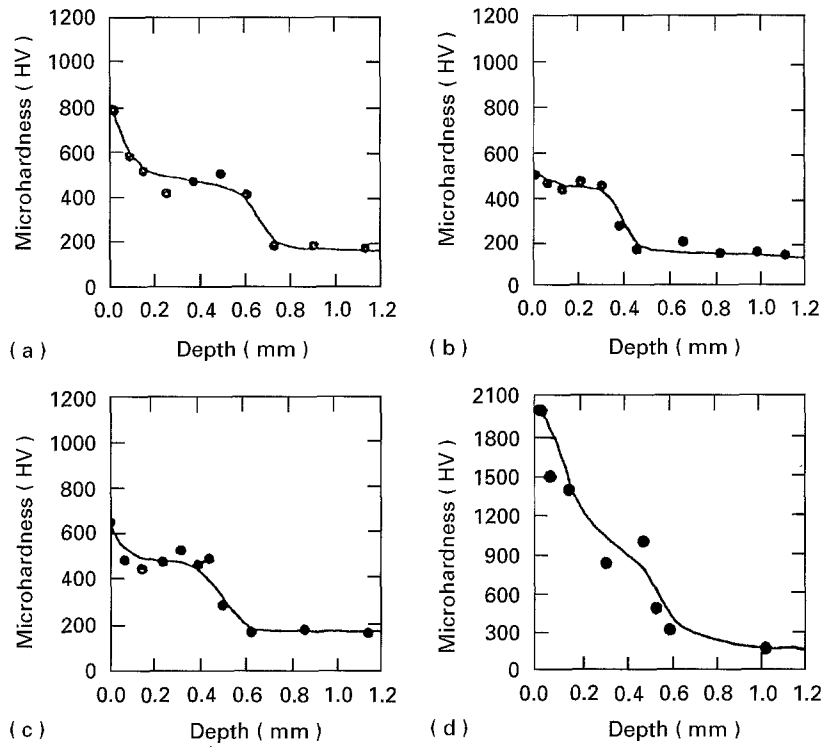 1200
1000
800
600
400
200
0
Microhardness ( HV )
0.0 0.2 0.4 0.6 0.8 1.0 1.2
( a ) Depth ( mm )
1200
1000
800
600
400
200
0
Microhardness ( HV )
0.0 0.2 0.4 0.6 0.8 1.0 1.2
( b ) Depth ( mm )
1200
1000
800
600
400
200
0
Microhardness ( HV )
0.0 0.2 0.4 0.6 0.8 1.0 1.2
( c ) Depth ( mm )
2100
1800
1500
1200
900
600
300
0
Microhardness ( HV )
0.0 0.2 0.4 0.6 0.8 1.0 1.2
( d ) Depth ( mm )